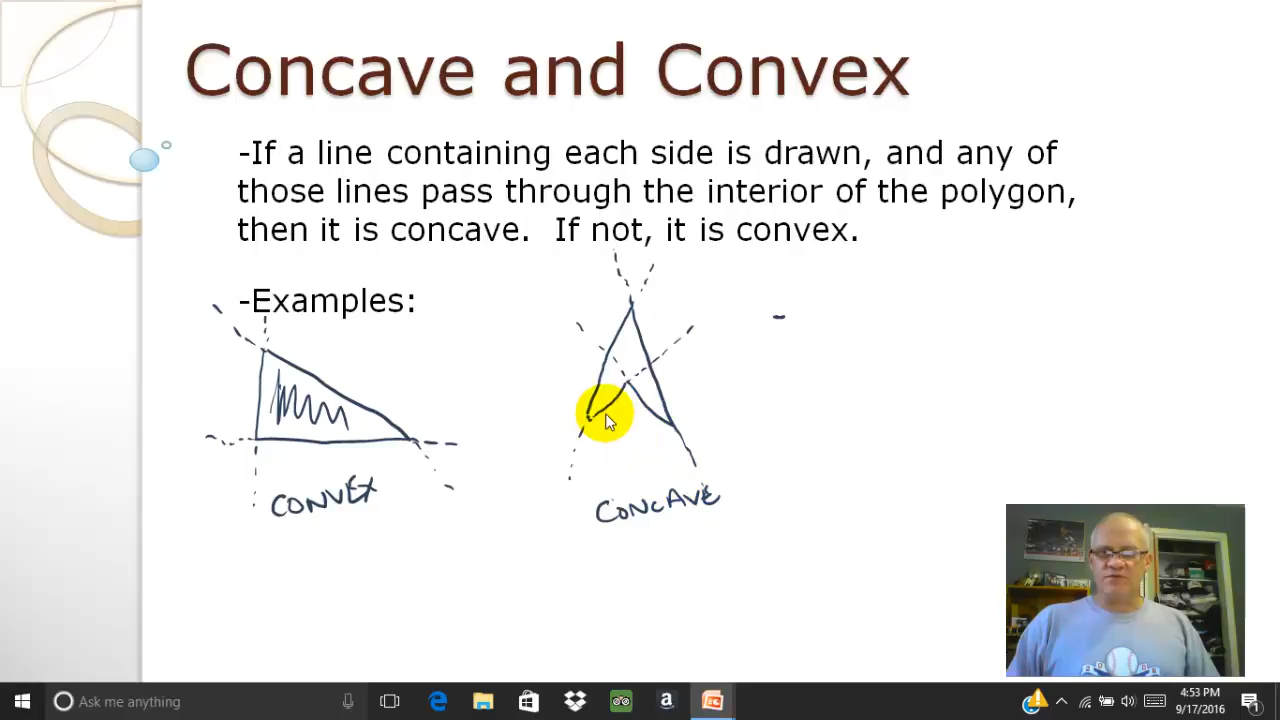 Concave and Convex
-If a line containing each side is drawn, and any of
those lines pass through the interior of the polygon,
then it is concave.  If not, it is convex.
-Examples:
CONVEX
CONCAVE
Ask me anything
4:53 PM
9/17/2016